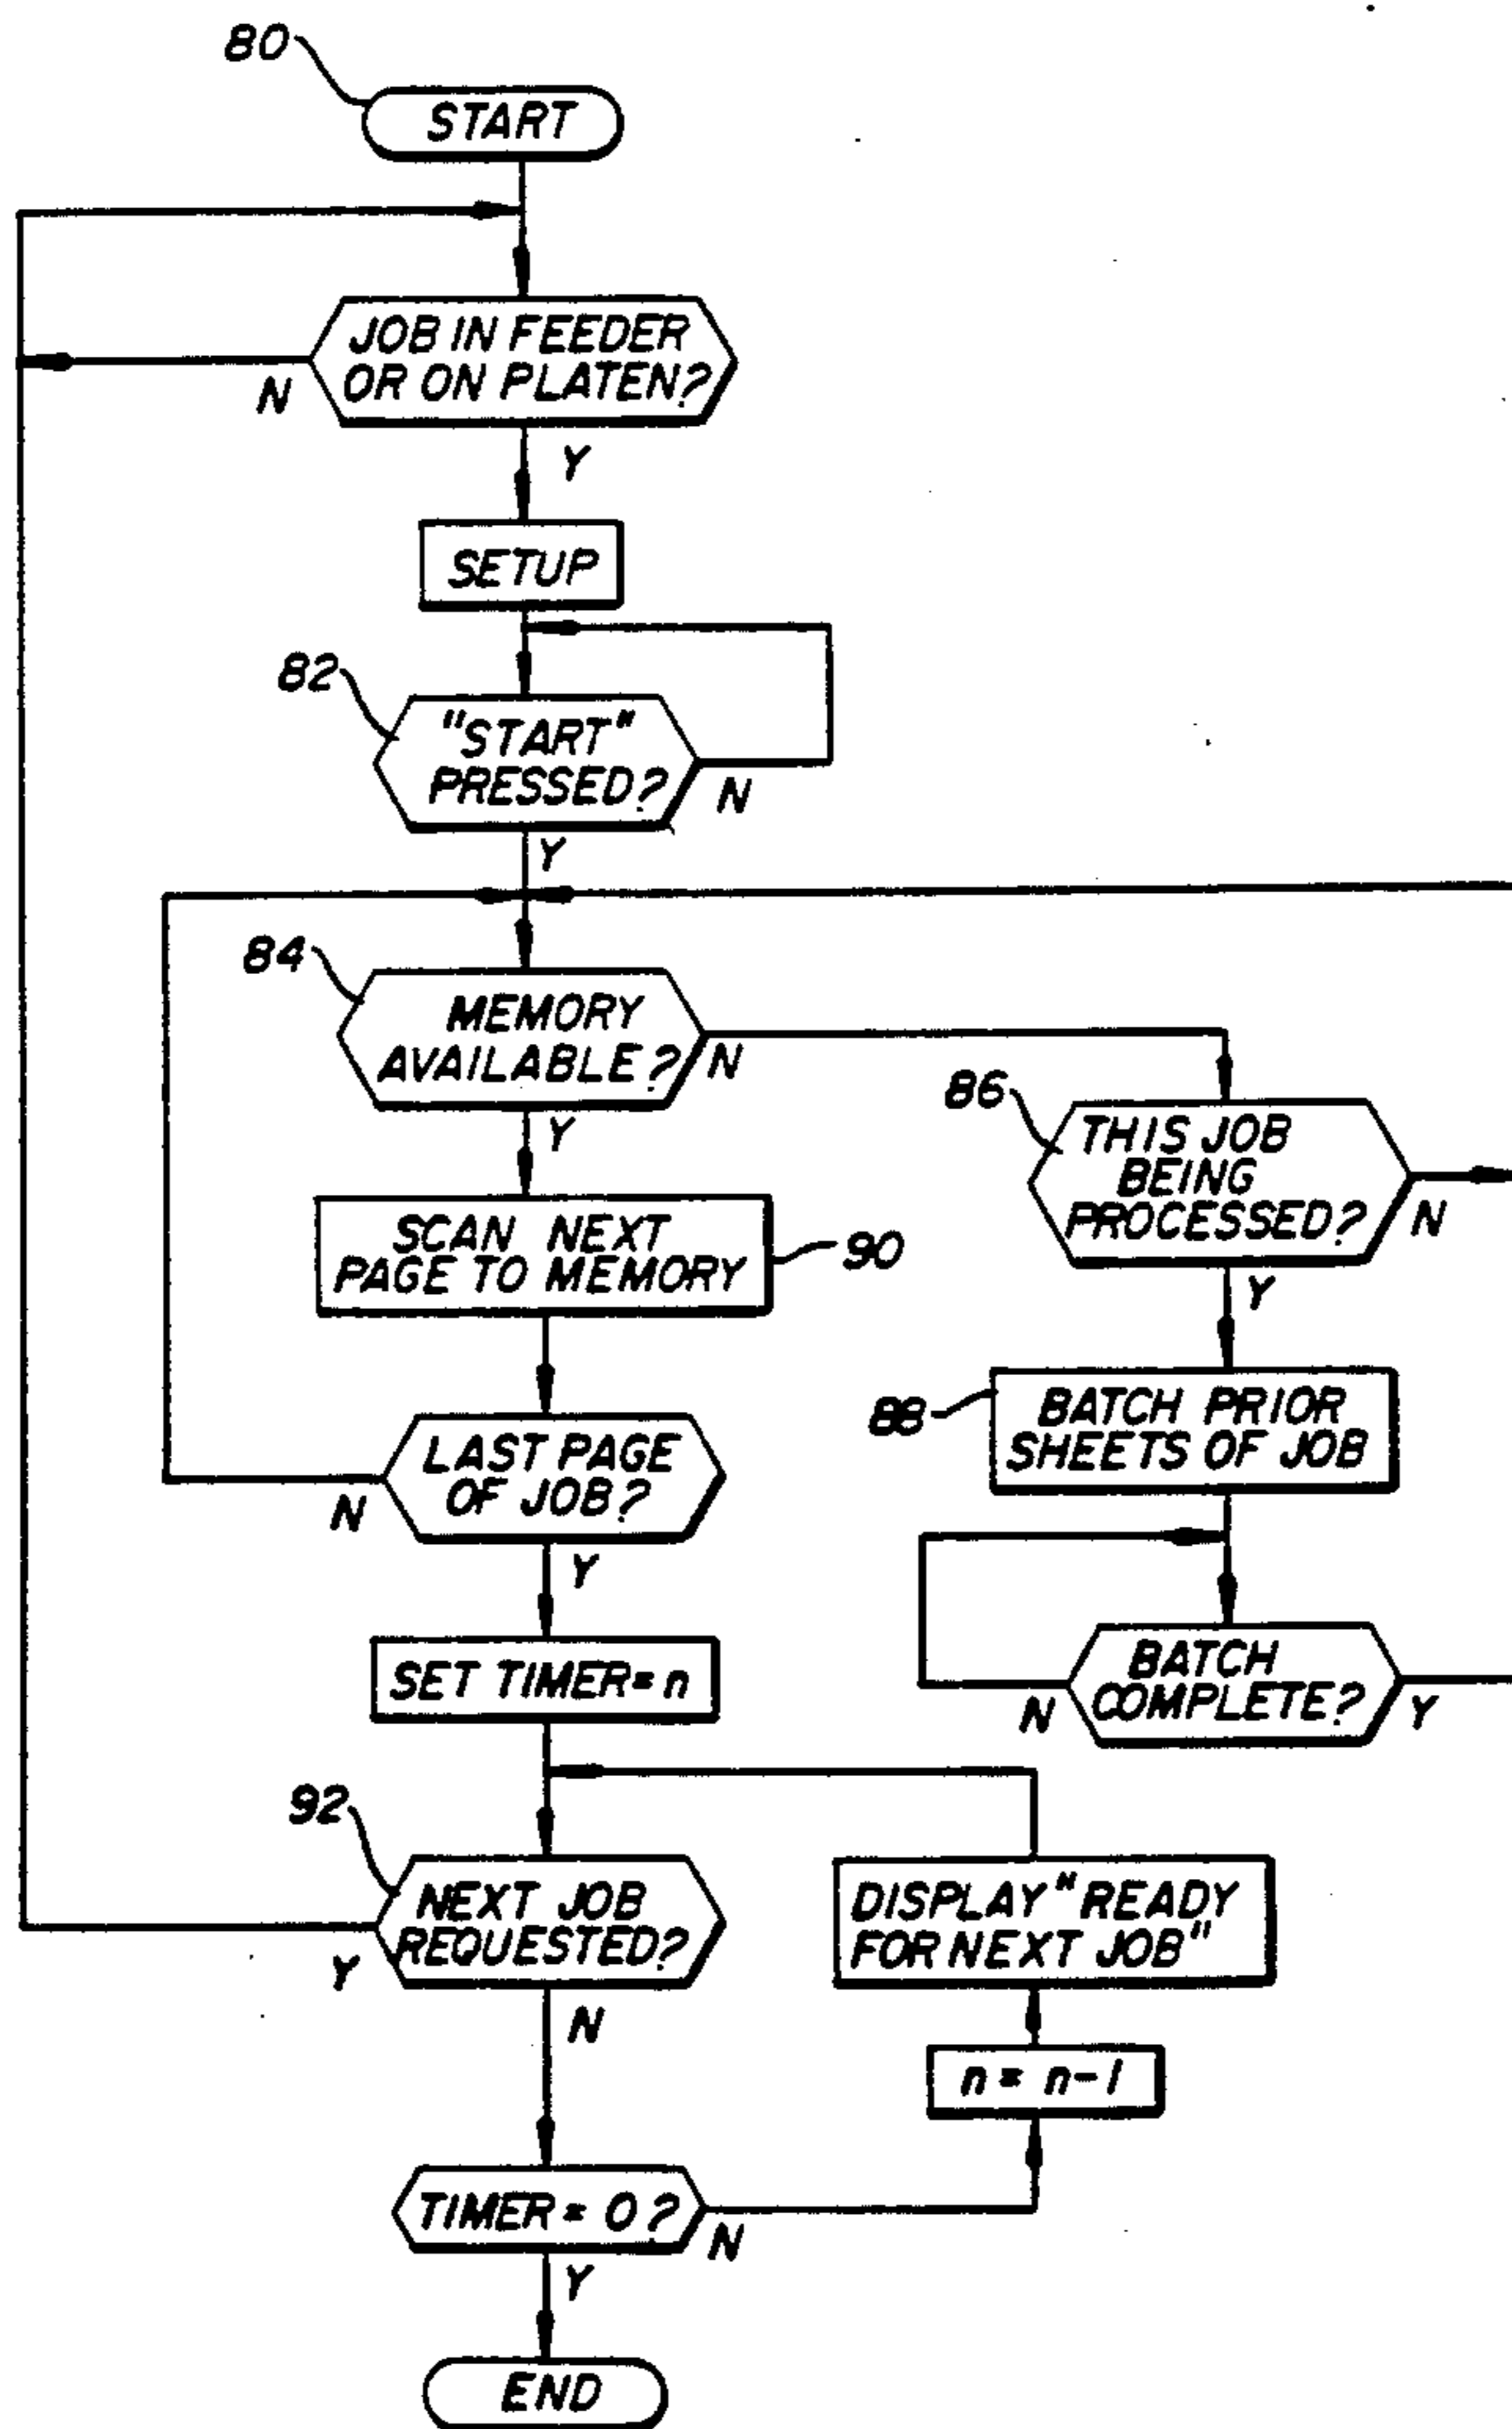 80
START
JOB IN FEEDER
OR ON PLATEN?
N
Y
SETUP
82
"START"
PRESSED?
N
Y
84
MEMORY
AVAILABLE?
N
Y
86
THIS JOB
BEING
PROCESSED?
N
Y
SCAN NEXT
PAGE TO MEMORY
90
88
BATCH PRIOR
SHEETS OF JOB
LAST PAGE
OF JOB?
N
Y
BATCH
COMPLETE?
N
Y
SET TIMER=n
92
NEXT JOB
REQUESTED?
Y
N
DISPLAY "READY
FOR NEXT JOB"
n = n-1
TIMER = 0?
N
Y
END